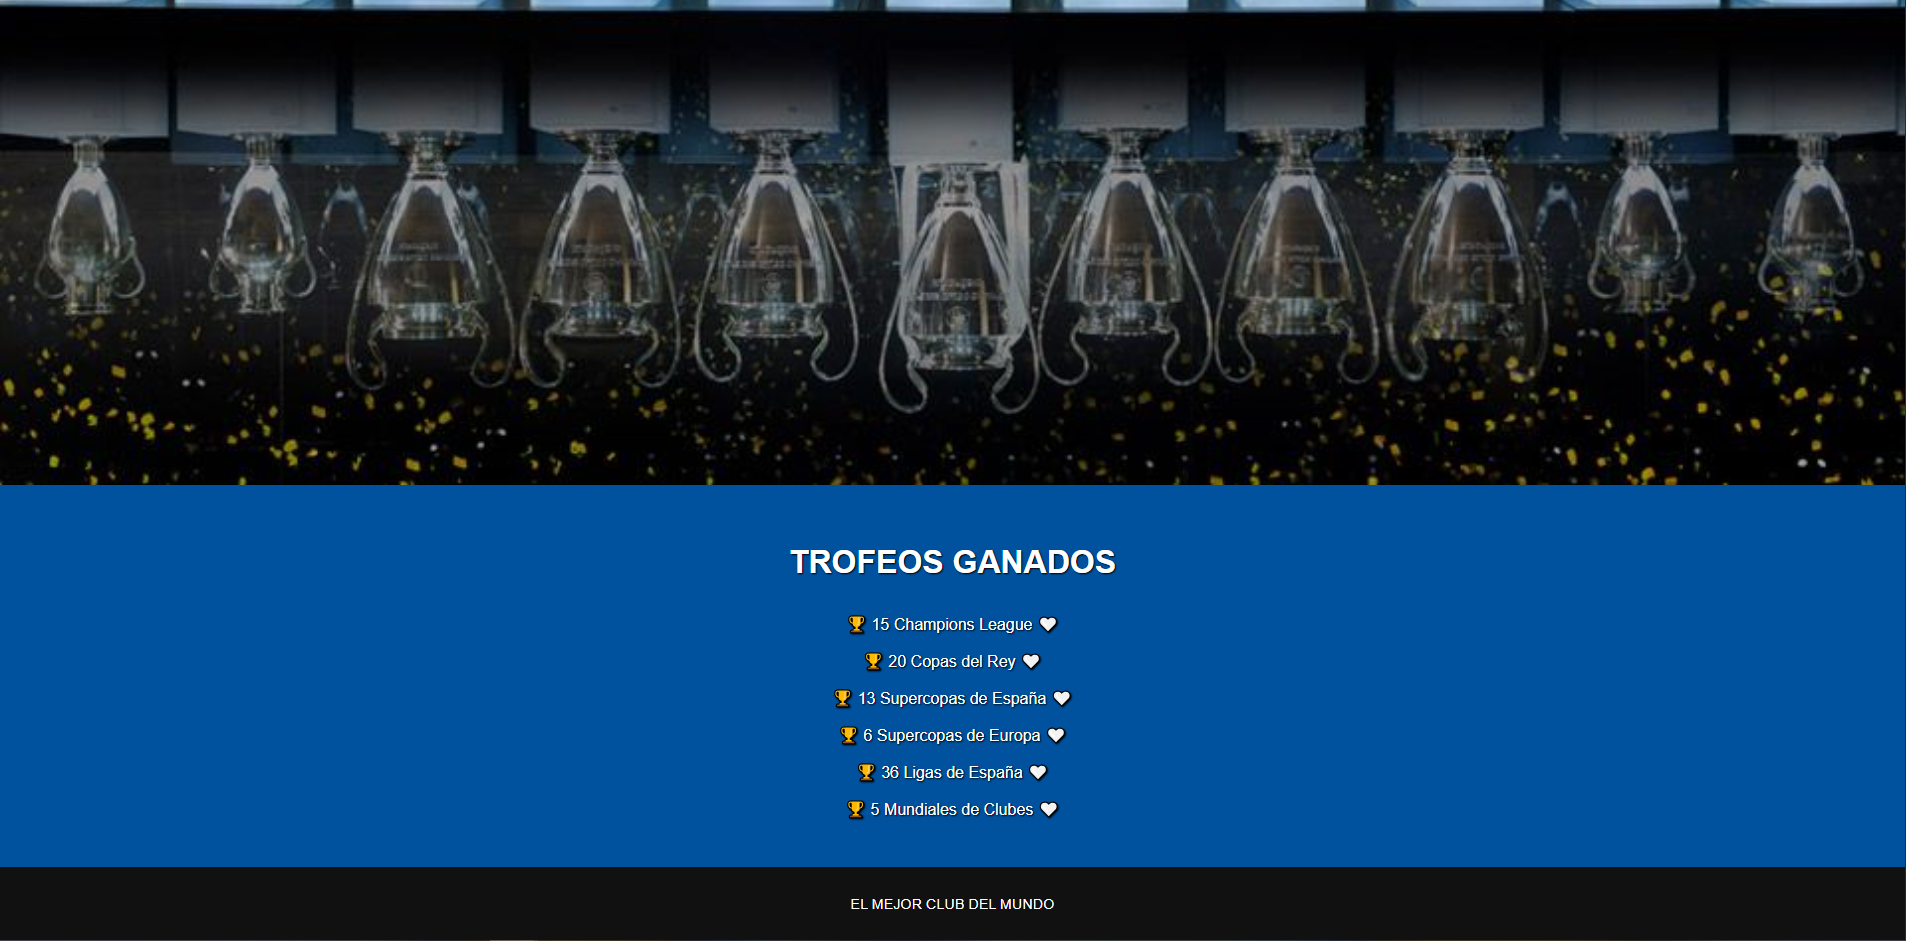 TROFEOS GANADOS
🏆 15 Champions League 🤍
🏆 20 Copas del Rey 🤍
🏆 13 Supercopas de España 🤍
🏆 6 Supercopas de Europa 🤍
🏆 36 Ligas de España 🤍
🏆 5 Mundiales de Clubes 🤍
EL MEJOR CLUB DEL MUNDO